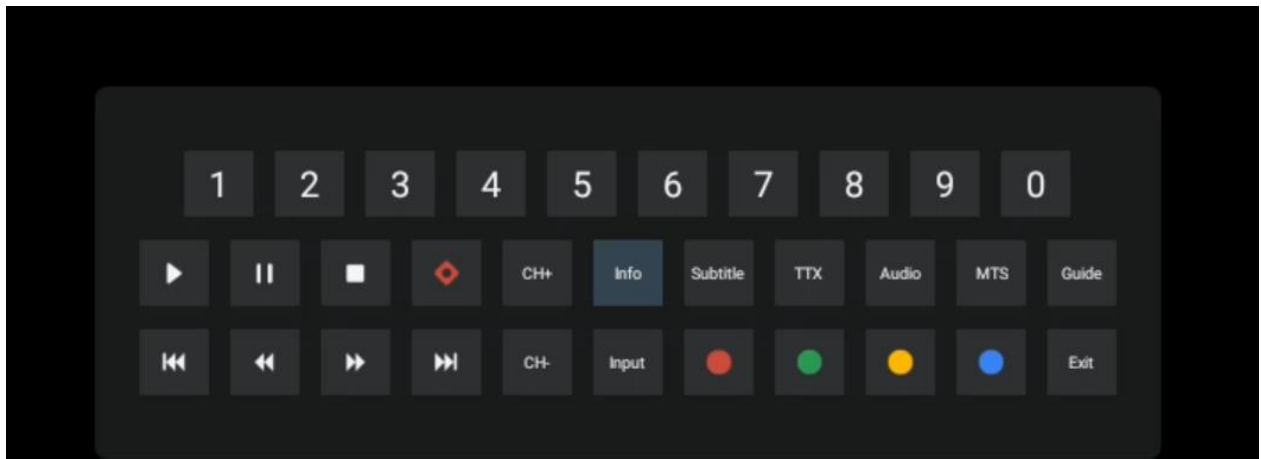 1 2 3 4 5 6 7 8 9 0
CH+ Info Subtitle TTX Audio MTS Guide
CH- Input Exit